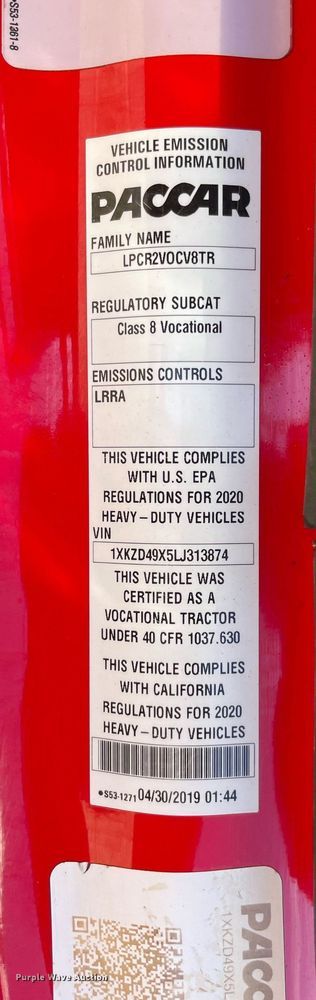 •S53-1261-8
VEHICLE EMISSION
CONTROL INFORMATION
PACCAR
FAMILY NAME
LPCR2VOCV8TR
REGULATORY SUBCAT
Class 8 Vocational
EMISSIONS CONTROLS
LRRA
THIS VEHICLE COMPLIES
WITH U.S. EPA
REGULATIONS FOR 2020
HEAVY-DUTY VEHICLES
VIN
1XKZD49X5LJ313874
THIS VEHICLE WAS
CERTIFIED AS A
VOCATIONAL TRACTOR
UNDER 40 CFR 1037.630
THIS VEHICLE COMPLIES
WITH CALIFORNIA
REGULATIONS FOR 2020
HEAVY-DUTY VEHICLES
•S53-1271 04/30/2019 01:44
PACC
1XKZD49X5
Purple Wave Auction